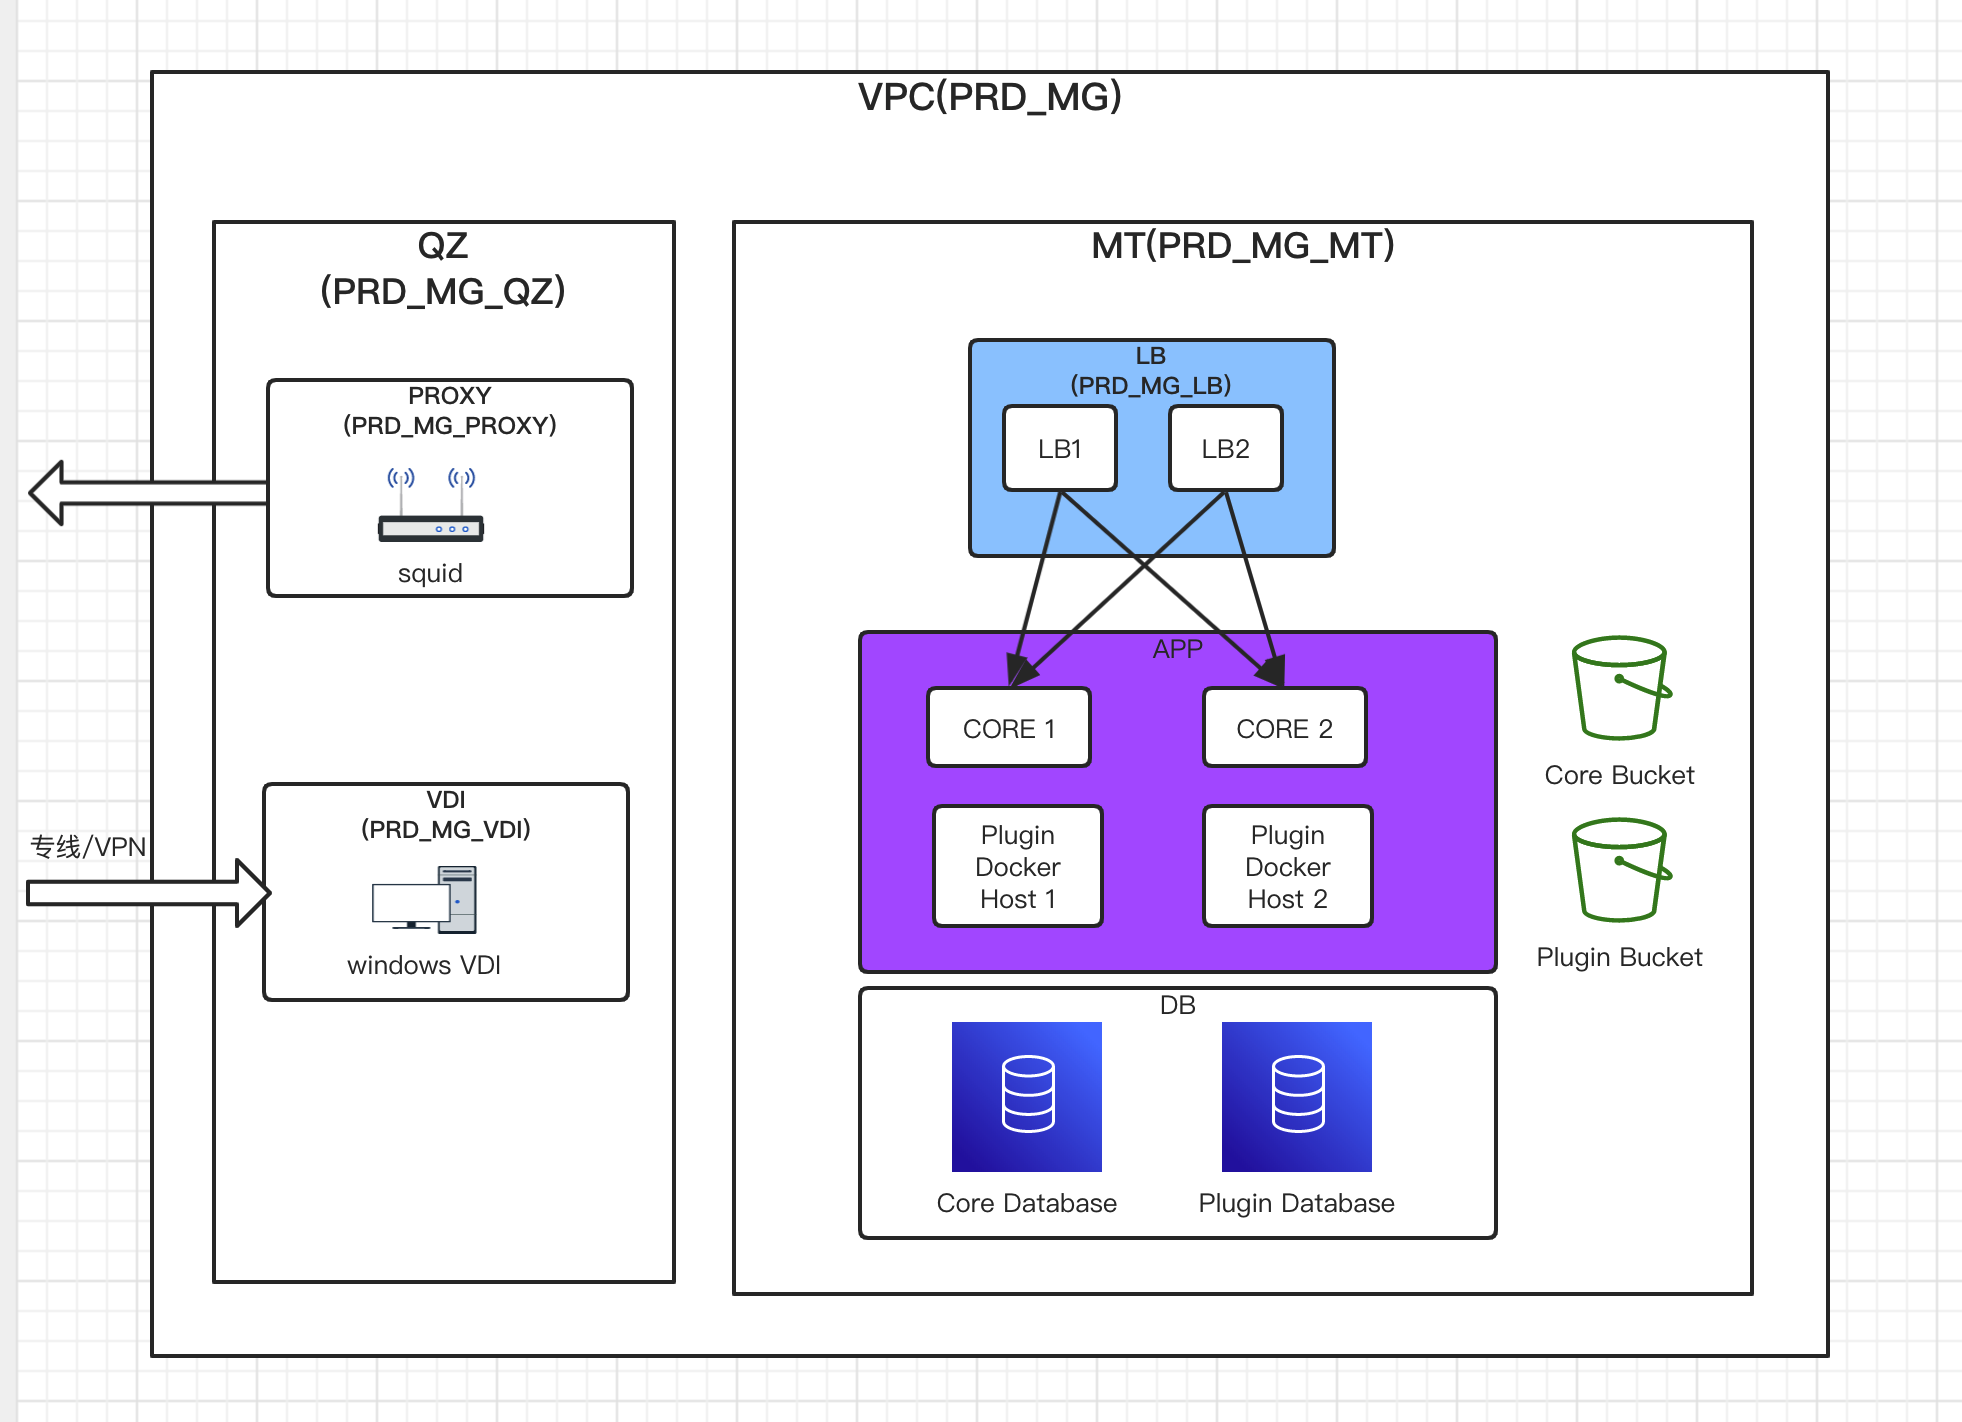 VPC(PRD_MG)
QZ
(PRD_MG_QZ)
PROXY
(PRD_MG_PROXY)
squid
专线/VPN
VDI
(PRD_MG_VDI)
windows VDI
MT(PRD_MG_MT)
LB
(PRD_MG_LB)
LB1
LB2
APP
CORE 1
CORE 2
Plugin
Docker
Host 1
Plugin
Docker
Host 2
Core Bucket
Plugin Bucket
DB
Core Database
Plugin Database